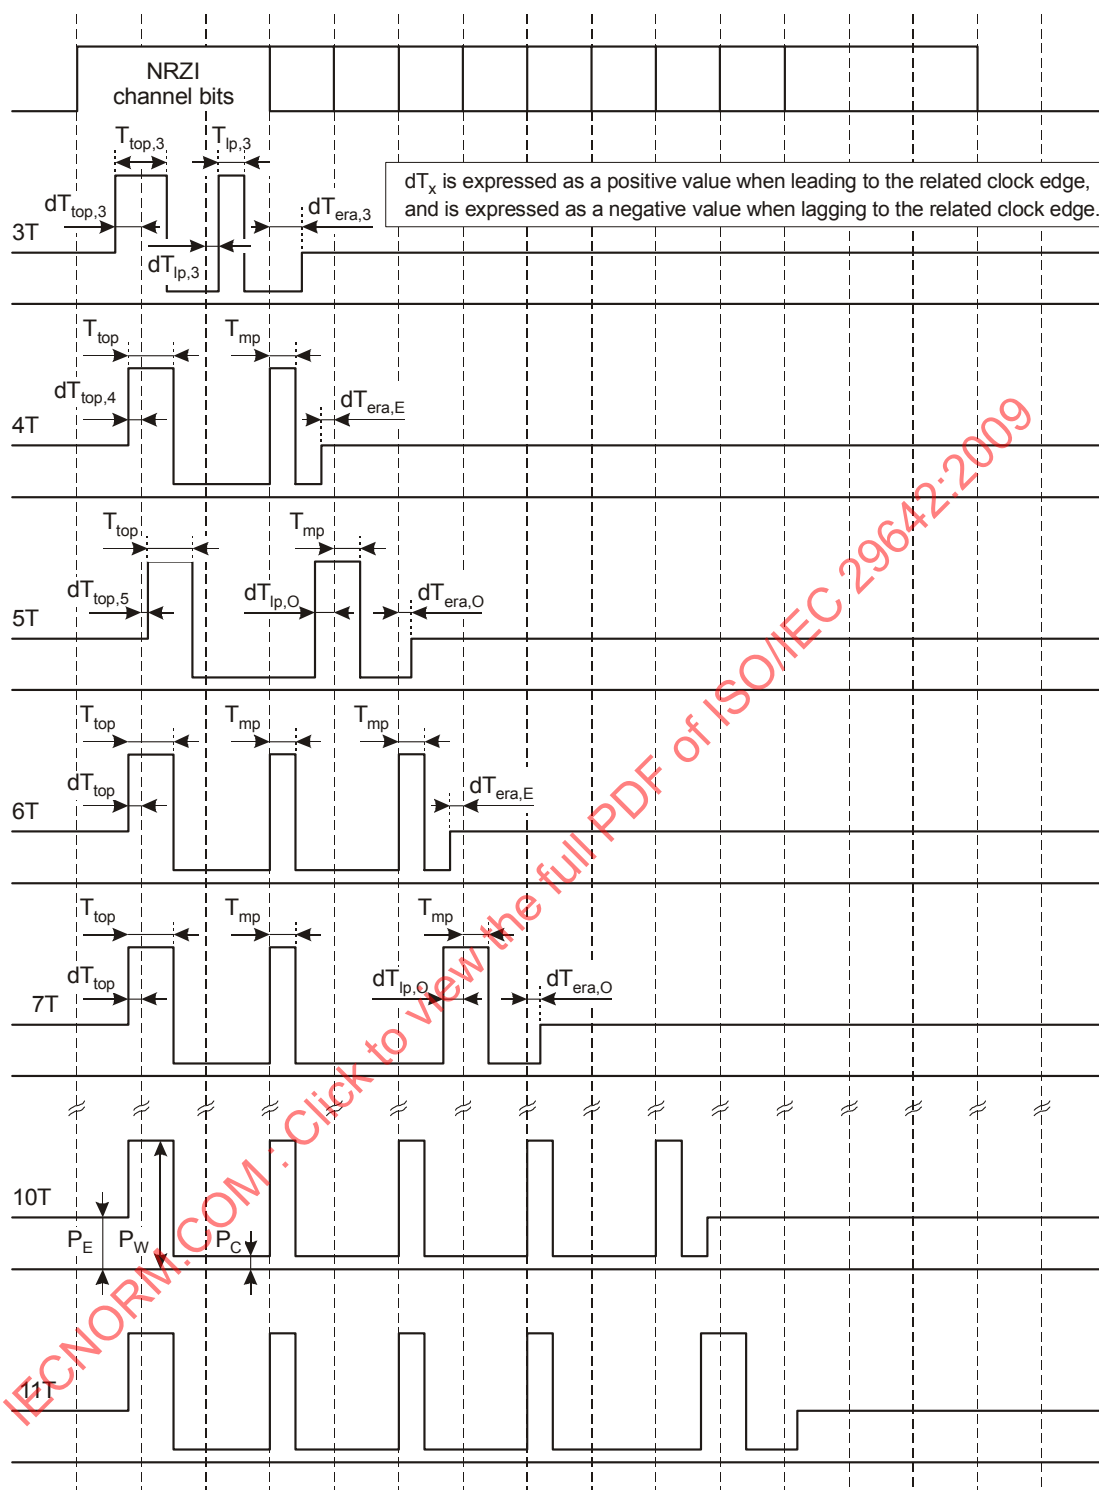 NRZI
channel bits
Ttop,3
Tlp,3
dTx is expressed as a positive value when leading to the related clock edge,
and is expressed as a negative value when lagging to the related clock edge.
dTtop,3
dTera,3
3T
dTlp,3
Ttop
Tmp
dTtop,4
dTera,E
4T
Ttop
Tmp
dTtop,5
dTlp,O
dTera,O
5T
Ttop
Tmp
Tmp
dTtop
dTera,E
6T
Ttop
Tmp
Tmp
dTtop
dTlp,O
dTera,O
7T
10T
PE
PW
PC
11T
IECNORM.COM : Click to view the full PDF of ISO/IEC 29642:2009